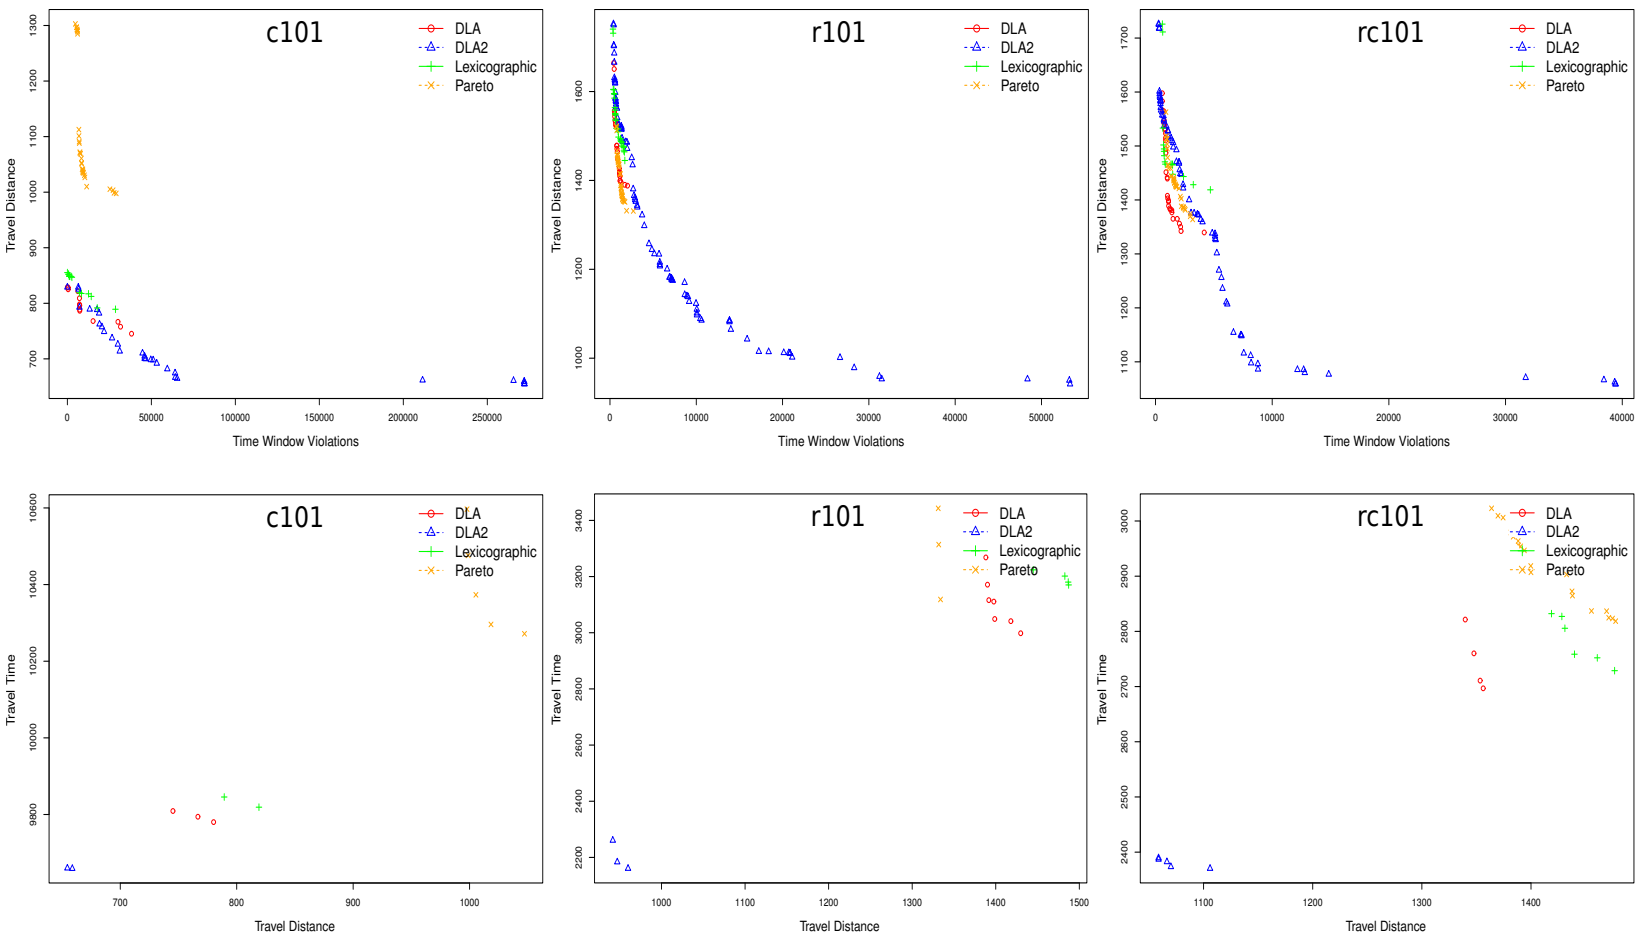 c101
DLA
DLA2
Lexicographic
Pareto
Travel Distance
700
800
900
1000
1100
1200
1300
0
50000
100000
150000
200000
250000
Time Window Violations
r101
DLA
DLA2
Lexicographic
Pareto
Travel Distance
1000
1200
1400
1600
0
10000
20000
30000
40000
50000
Time Window Violations
rc101
DLA
DLA2
Lexicographic
Pareto
Travel Distance
1100
1200
1300
1400
1500
1600
1700
0
10000
20000
30000
40000
Time Window Violations
c101
DLA
DLA2
Lexicographic
Pareto
Travel Time
9800
10000
10200
10400
10600
700
800
900
1000
Travel Distance
r101
DLA
DLA2
Lexicographic
Pareto
Travel Time
2200
2400
2600
2800
3000
3200
3400
1000
1100
1200
1300
1400
1500
Travel Distance
rc101
DLA
DLA2
Lexicographic
Pareto
Travel Time
2400
2500
2600
2700
2800
2900
3000
1100
1200
1300
1400
Travel Distance